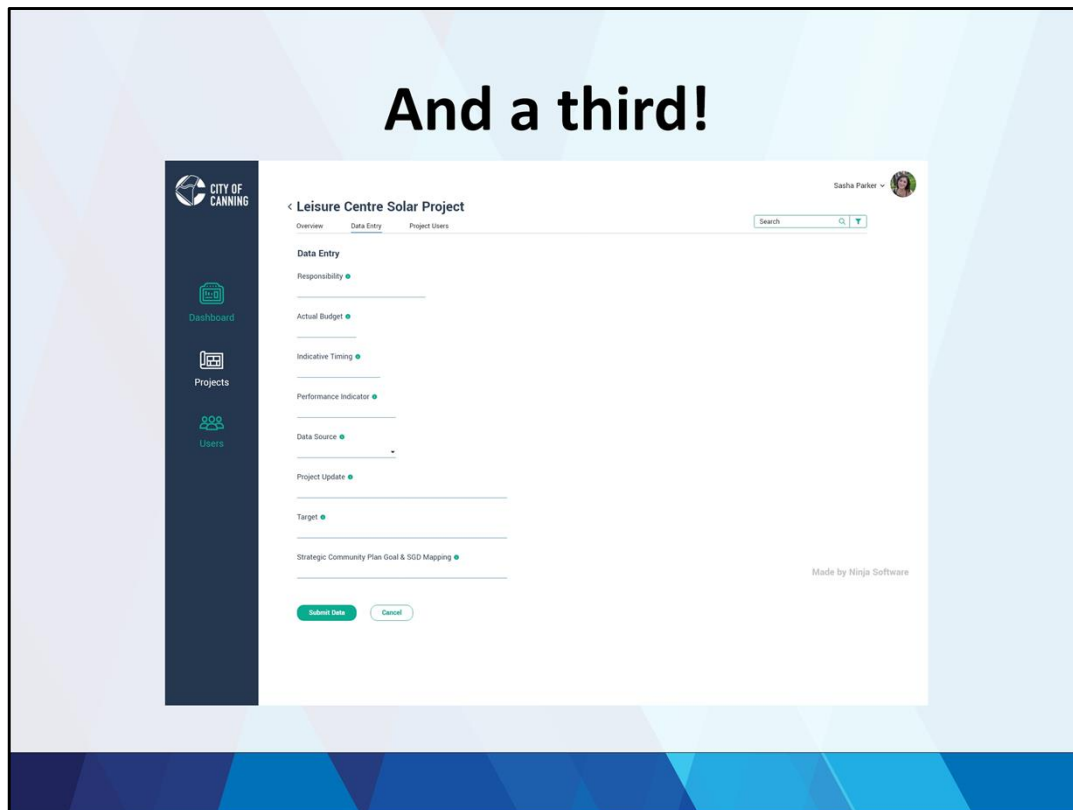 And a third!
CITY OF
CANNING
Sasha Parker
< Leisure Centre Solar Project
Overview Data Entry Project Users
Search
Data Entry
Responsibility
Actual Budget
Indicative Timing
Performance Indicator
Data Source
Project Update
Target
Strategic Community Plan Goal & SGD Mapping
Submit Data Cancel
Dashboard
Projects
Users
Made by Ninja Software